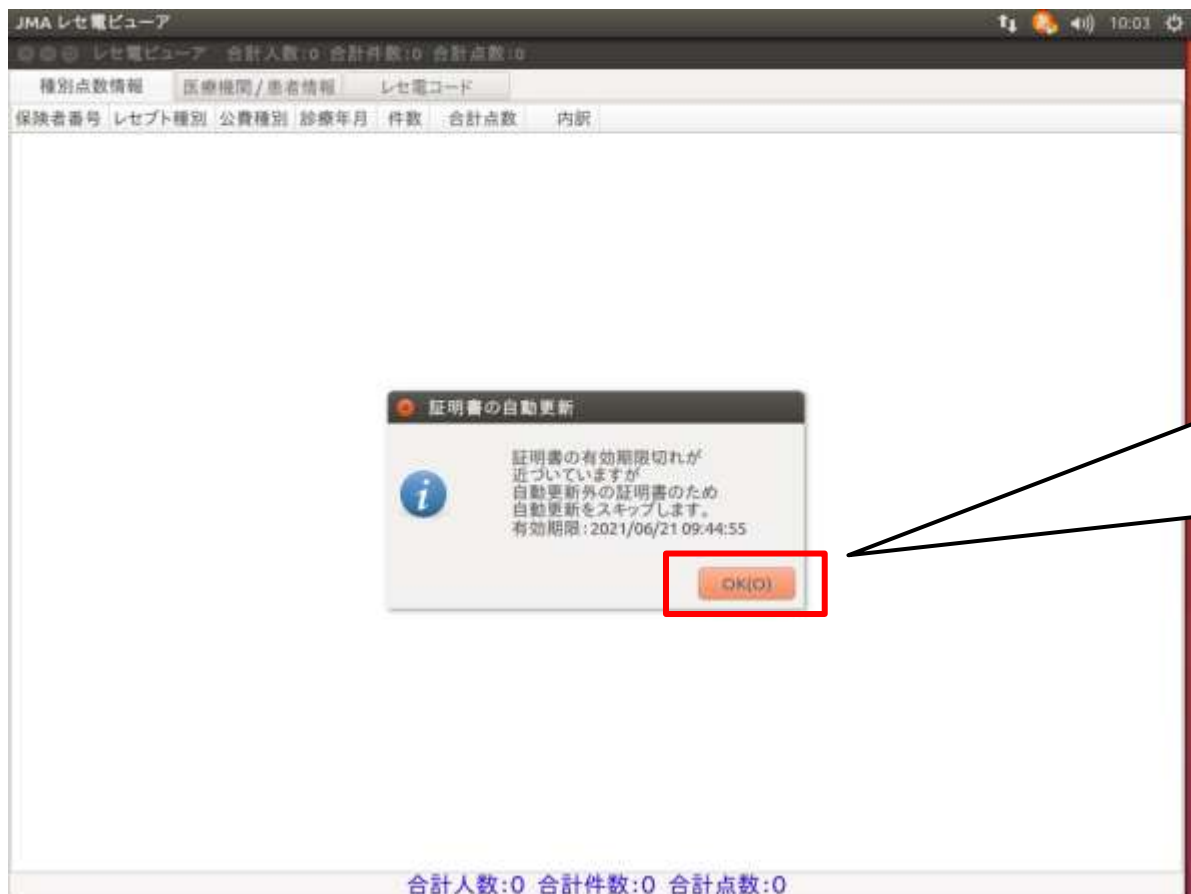 JMA レセ電ビューア 10:03
レセ電ビューア 合計人数:0 合計件数:0 合計点数:0
種別点数情報 医療機関/患者情報 レセ電コード
保険者番号 レセプト種別 公費種別 診療年月 件数 合計点数 内訳
証明書の自動更新
証明書の有効期限切れが
近づいていますが
自動更新外の証明書のため
自動更新をスキップします。
有効期限:2021/06/21 09:44:55
OK(O)
合計人数:0 合計件数:0 合計点数:0